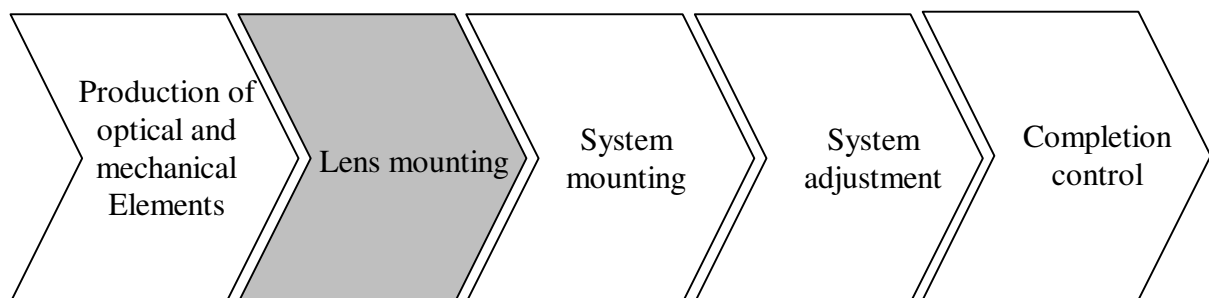 Production of
optical and
mechanical
Elements
Lens mounting
System
mounting
System
adjustment
Completion
control